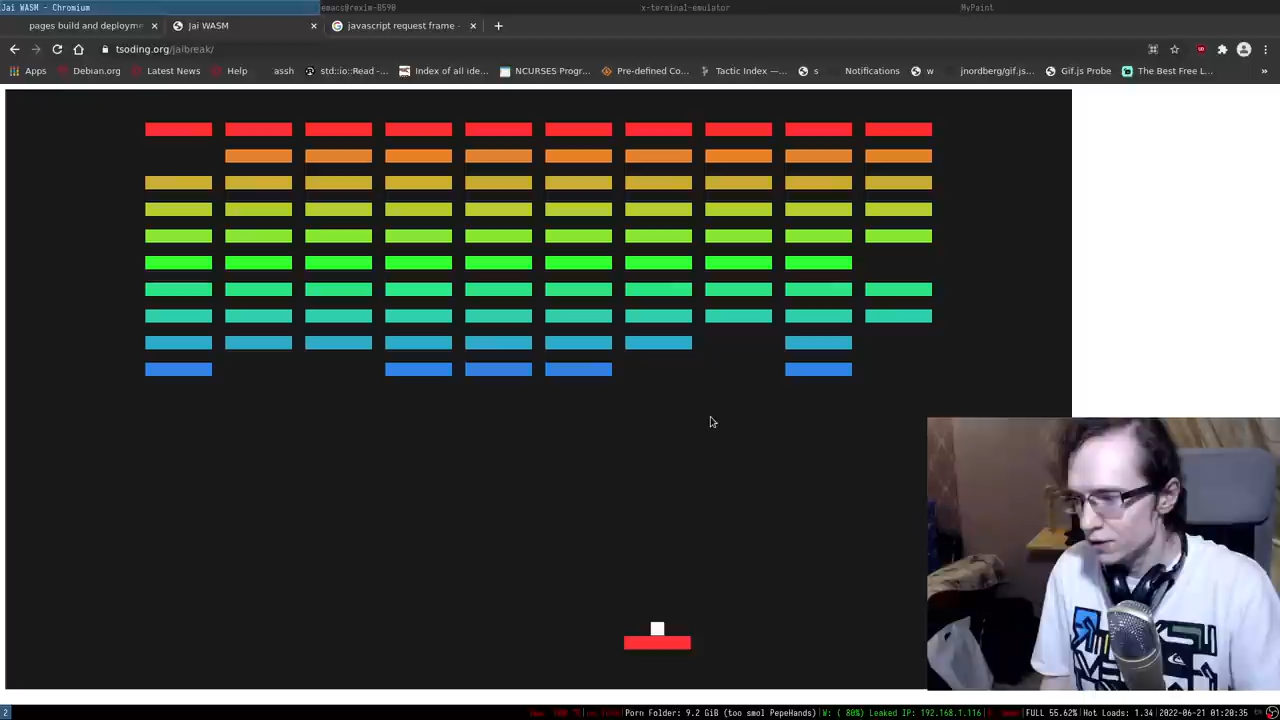 Jai WASM - Chromium
emacs@rexim-B590
x-terminal-emulator
MyPaint
pages build and deployme
Jai WASM
javascript request frame -
tsoding.org/jaibreak/
Apps
Debian.org
Latest News
Help
assh
std::io::Read -...
Index of all ide...
NCURSES Progr...
Pre-defined Co...
Tactic Index —...
s
Notifications
w
jnordberg/gif.js...
Gif.js Probe
The Best Free L...
»
2
Porn Folder: 9.2 GiB (too smol PepeHands)
W: ( 80%) Leaked IP: 192.168.1.116
FULL 55.62%
Hot Loads: 1.34
2022-06-21 01:20:35